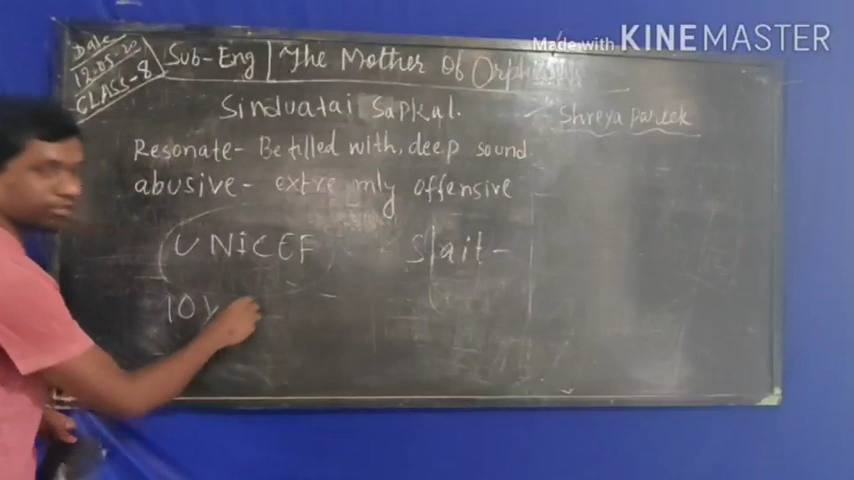 Made with KINEMASTER
Date
12.05.20
CLASS-8
Sub-Eng
The Mother Of Orphans
Sinduatai Sapkal.
- Shreya pareek
Resonate- Be filled with, deep sound.
abusive- extremly offensive
UNICEF
Slait-
10 y